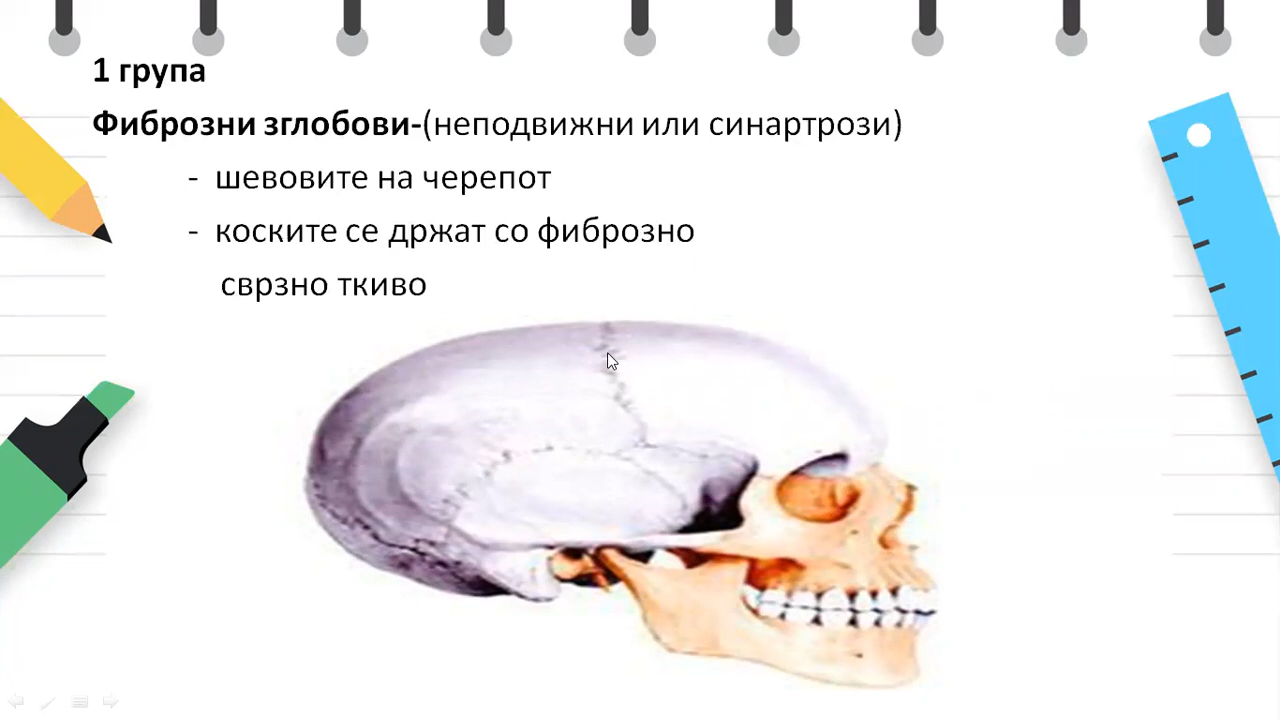 1 група
Фиброзни зглобови-(неподвижни или синартрози)
- шевовите на черепот
- коските се држат со фиброзно
сврзно ткиво